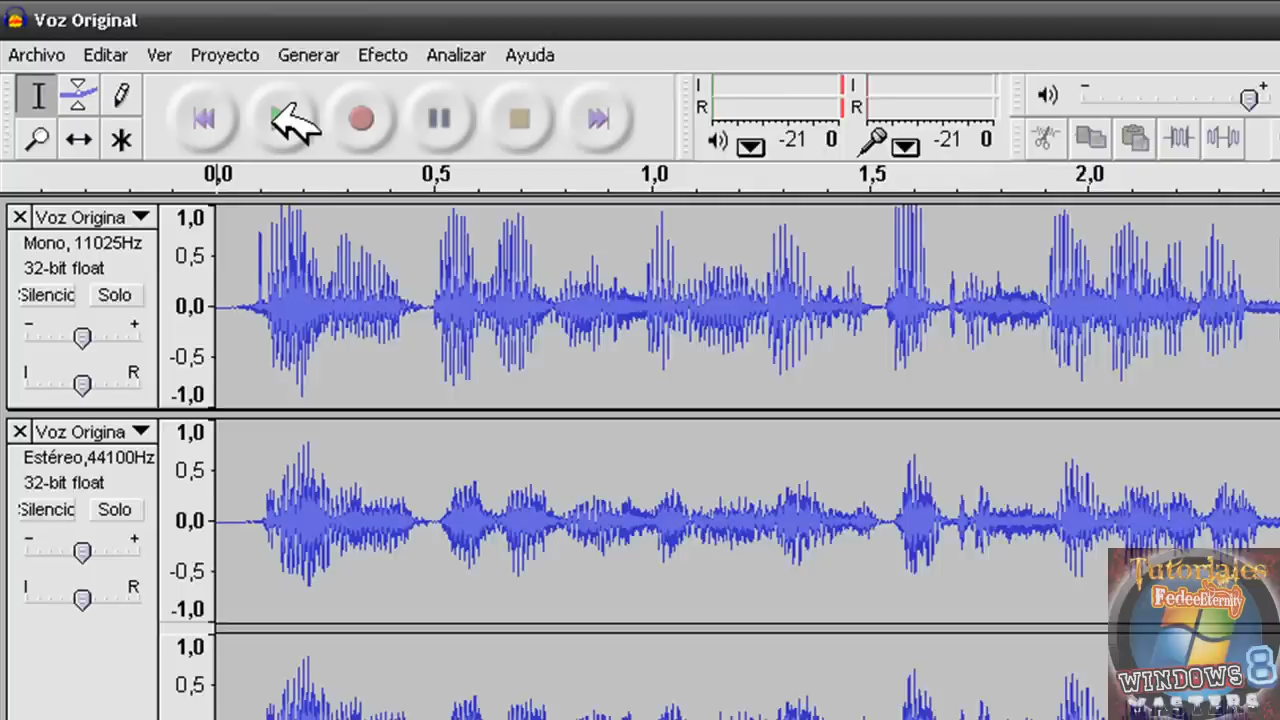 Voz Original
Archivo Editar Ver Proyecto Generar Efecto Analizar Ayuda
I I
R R
- +
-21 0 -21 0
0,0 0,5 1,0 1,5 2,0
Voz Origina
Mono, 11025Hz
32-bit float
Silencio Solo
- +
I R
1,0
0,5
0,0
-0,5
-1,0
Voz Origina
Estéreo,44100Hz
32-bit float
Silencio Solo
- +
I R
1,0
0,5
0,0
-0,5
-1,0
1,0
0,5
Tutoriales
FedeeEternity
WINDOWS 8
MASTERS